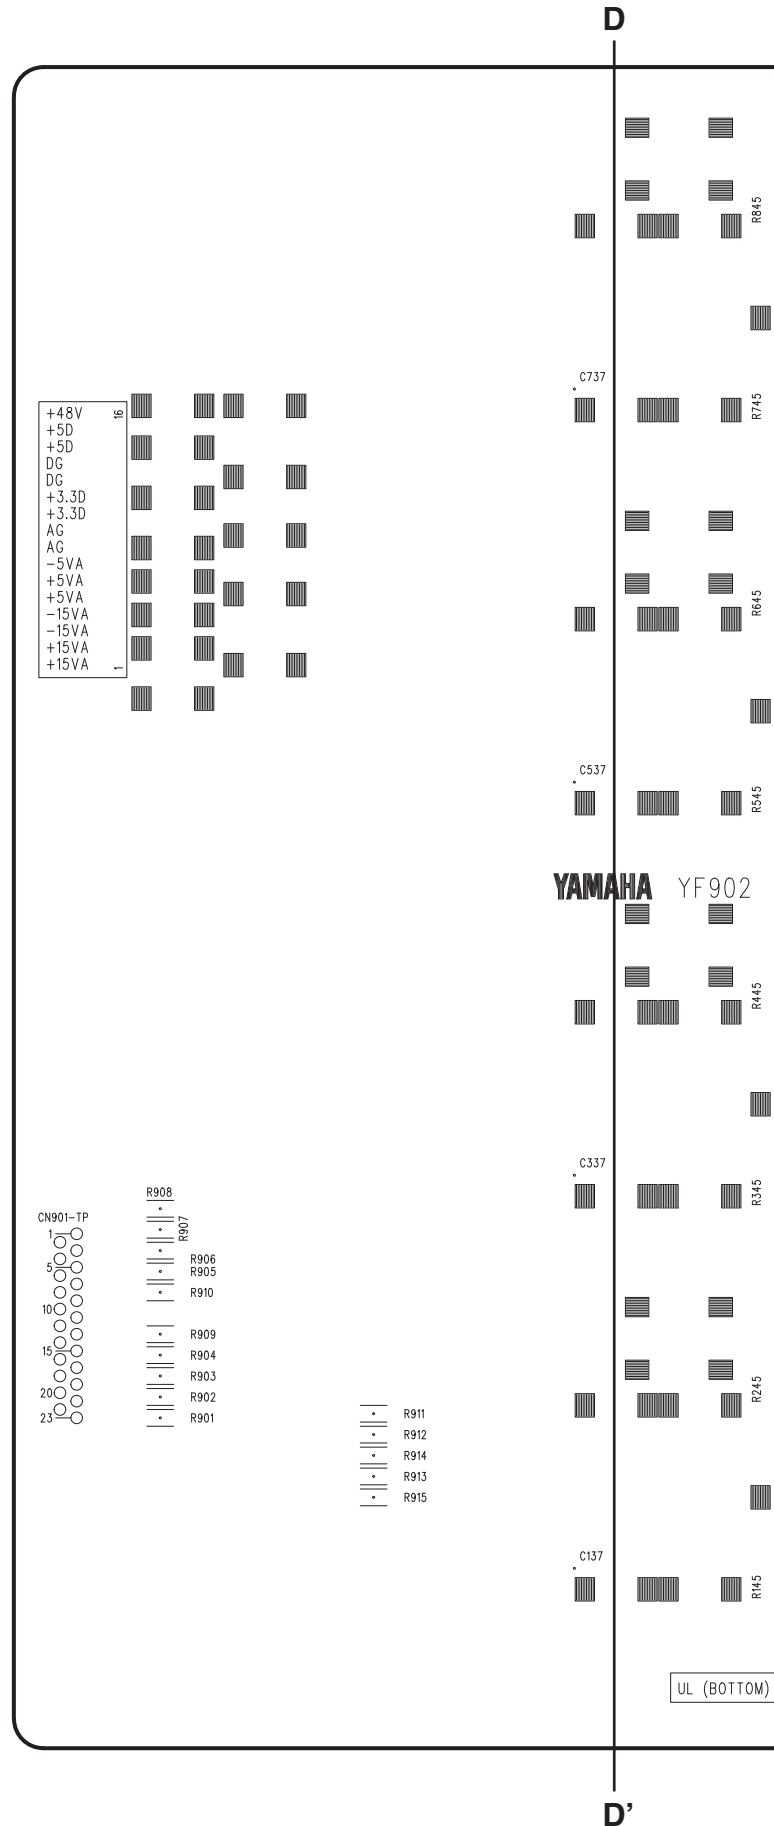 D
R845
C737
R745
+48V 16
+5D
+5D
DG
DG
+3.3D
+3.3D
AG
AG
-5VA
+5VA
+5VA
-15VA
-15VA
+15VA
+15VA 1
R645
C537
R545
YAMAHA YF902
R445
C337
R345
R908
CN901-TP
R907
1
5
10
15
20
23
R906
R905
R910
R909
R904
R903
R902
R901
R911
R912
R914
R913
R915
R245
C137
R145
UL (BOTTOM)
D’